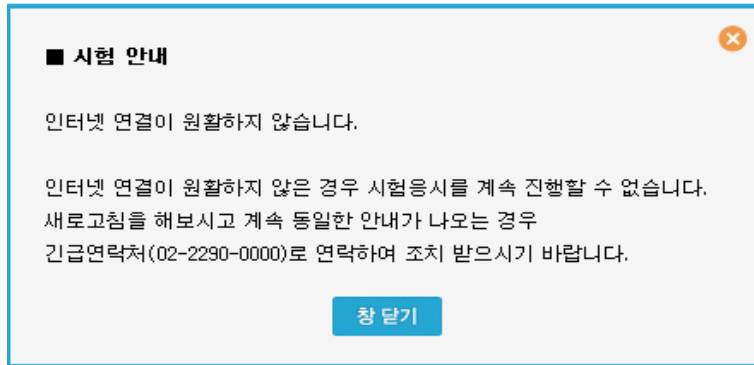 ■ 시험 안내
인터넷 연결이 원활하지 않습니다.
인터넷 연결이 원활하지 않은 경우 시험응시를 계속 진행할 수 없습니다.
새로고침을 해보시고 계속 동일한 안내가 나오는 경우
긴급연락처(02-2290-0000)로 연락하여 조치 받으시기 바랍니다.
창 닫기